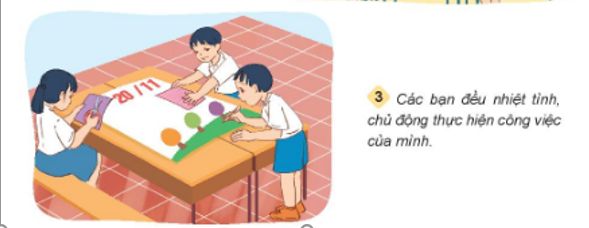 20/11
3 Các bạn đều nhiệt tình,
chủ động thực hiện công việc
của mình.